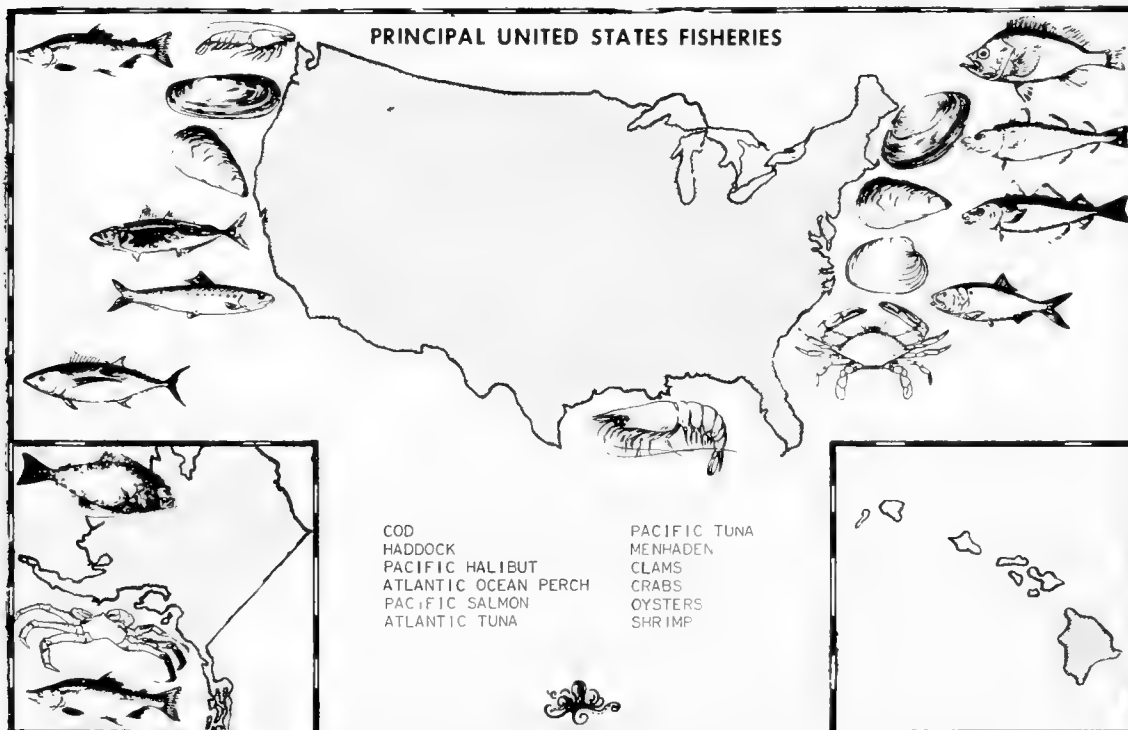 PRINCIPAL UNITED STATES FISHERIES
COD
HADDOCK
PACIFIC HALIBUT
ATLANTIC OCEAN PERCH
PACIFIC SALMON
ATLANTIC TUNA
PACIFIC TUNA
MENHADEN
CLAMS
CRABS
OYSTERS
SHRIMP